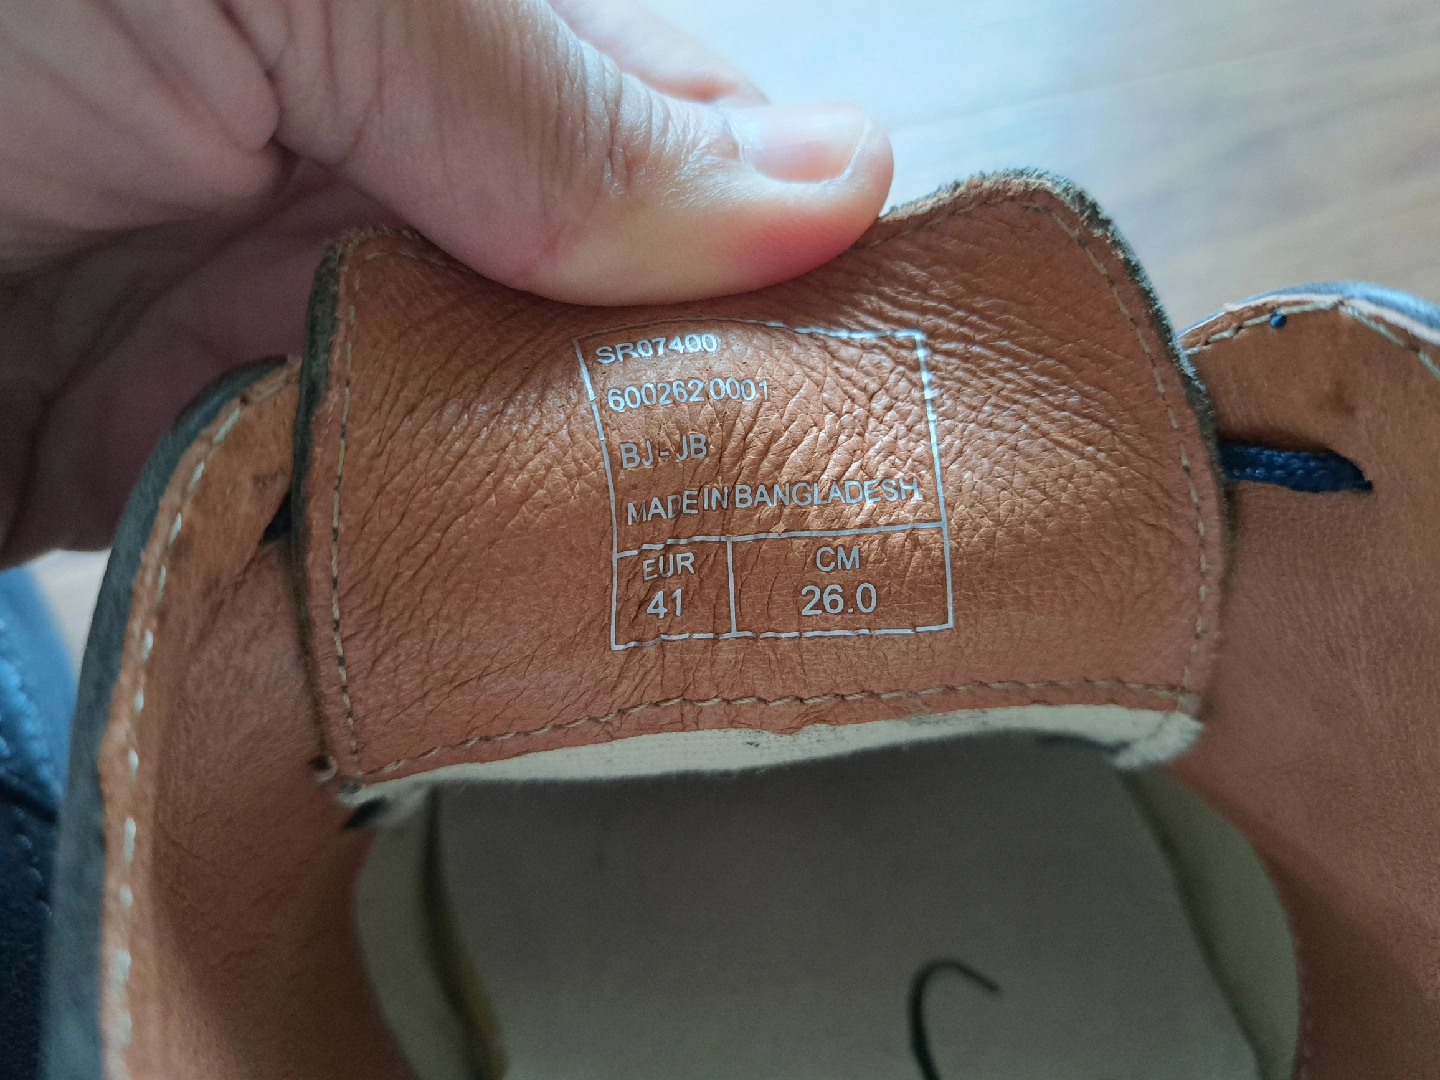 SR07400
600262 0001
BJ - JB
MADE IN BANGLADESH
EUR CM
41 26.0